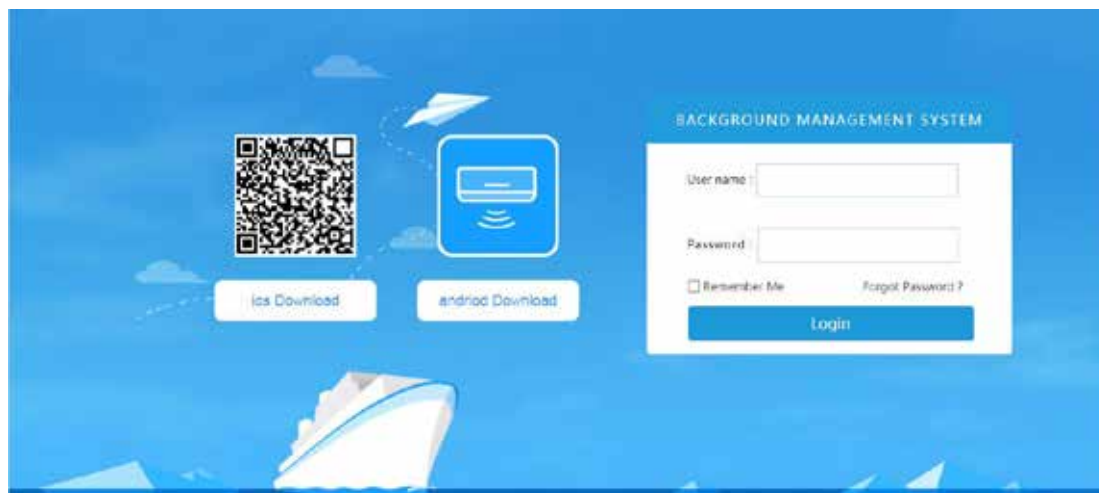 BACKGROUND MANAGEMENT SYSTEM
User name :
Password :
Remember Me
Forgot Password ?
Login
ios Download
andriod Download